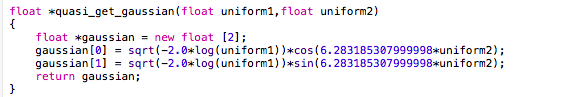 float *quasi_get_gaussian(float uniform1,float uniform2)
{
    float *gaussian = new float [2];
    gaussian[0] = sqrt(-2.0*log(uniform1))*cos(6.283185307999998*uniform2);
    gaussian[1] = sqrt(-2.0*log(uniform1))*sin(6.283185307999998*uniform2);
    return gaussian;
}